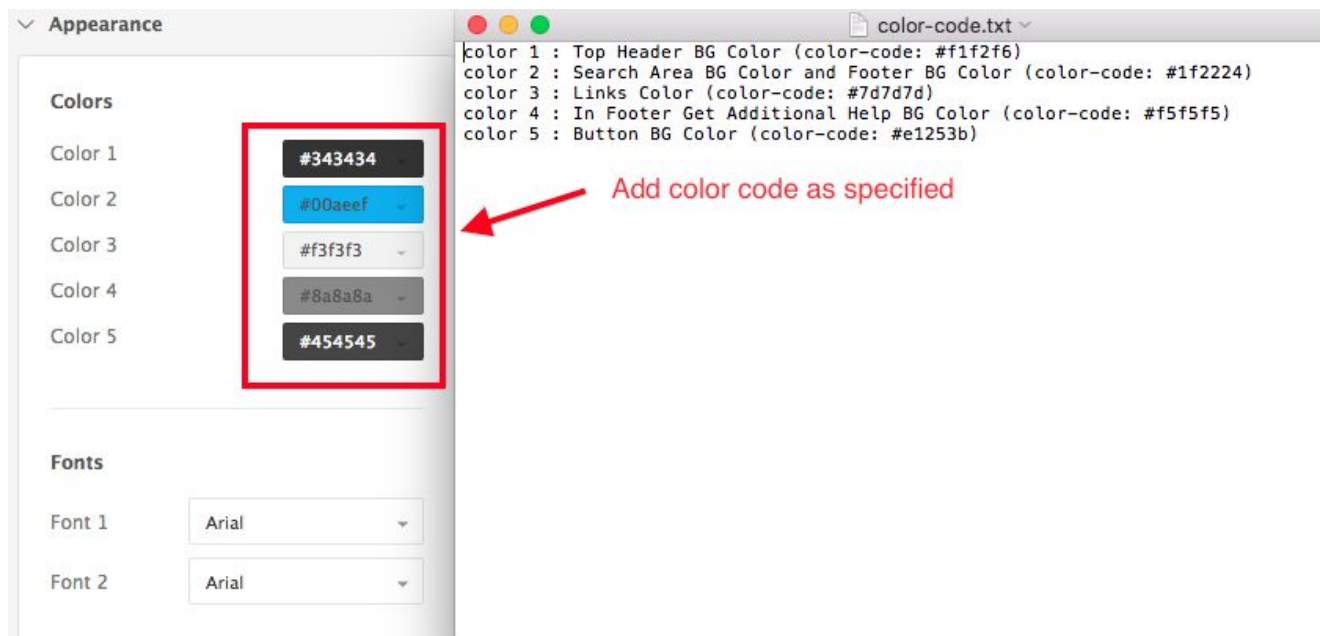 Appearance
Colors
Color 1 #343434
Color 2 #00aeef
Color 3 #f3f3f3
Color 4 #8a8a8a
Color 5 #454545
Fonts
Font 1 Arial
Font 2 Arial
color-code.txt
color 1 : Top Header BG Color (color-code: #f1f2f6)
color 2 : Search Area BG Color and Footer BG Color (color-code: #1f2224)
color 3 : Links Color (color-code: #7d7d7d)
color 4 : In Footer Get Additional Help BG Color (color-code: #f5f5f5)
color 5 : Button BG Color (color-code: #e1253b)
Add color code as specified